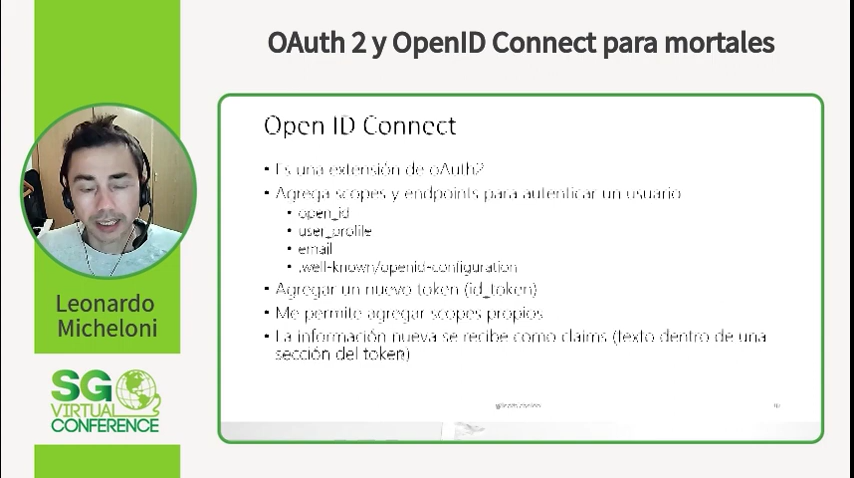 OAuth 2 y OpenID Connect para mortales
Open ID Connect
• Es una extensión de oAuth2
• Agrega scopes y endpoints para autenticar un usuario
• open_id
• user_profile
• email
• .well-known/openid-configuration
• Agregar un nuevo token (id_token)
• Me permite agregar scopes propios
• La información nueva se recibe como claims (texto dentro de una
sección del token)
Leonardo
Micheloni
SG
VIRTUAL
CONFERENCE